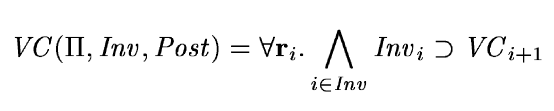 VC(Π, Inv, Post) = ∀r_i. ⋀_{i∈Inv} Inv_i ⊃ VC_{i+1}